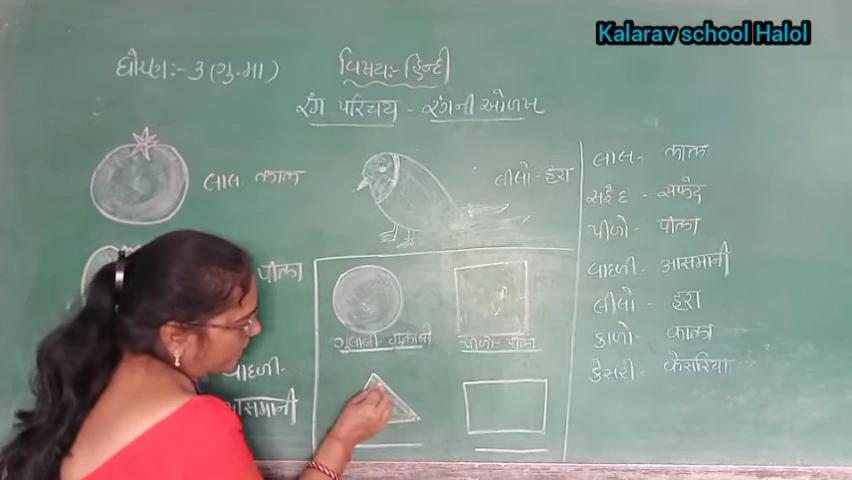 Kalarav school Halol
ધોરણ:- 3 (ગુ.મા)
વિષય:- हिन्दी
રંગ परिचय - રંગની ઓળખ
લાલ लाल
લીલો - हरा
पीला
વાદળી.
आसमानी
ગુલાબી - गुलाबी
પીળો - पीला
લાલ - लाल
સફેદ - सफेद
પીળો - पीला
વાદળી. आसमानी
લીલો - हरा
કાળો - काला
કેસરી - केसरिया